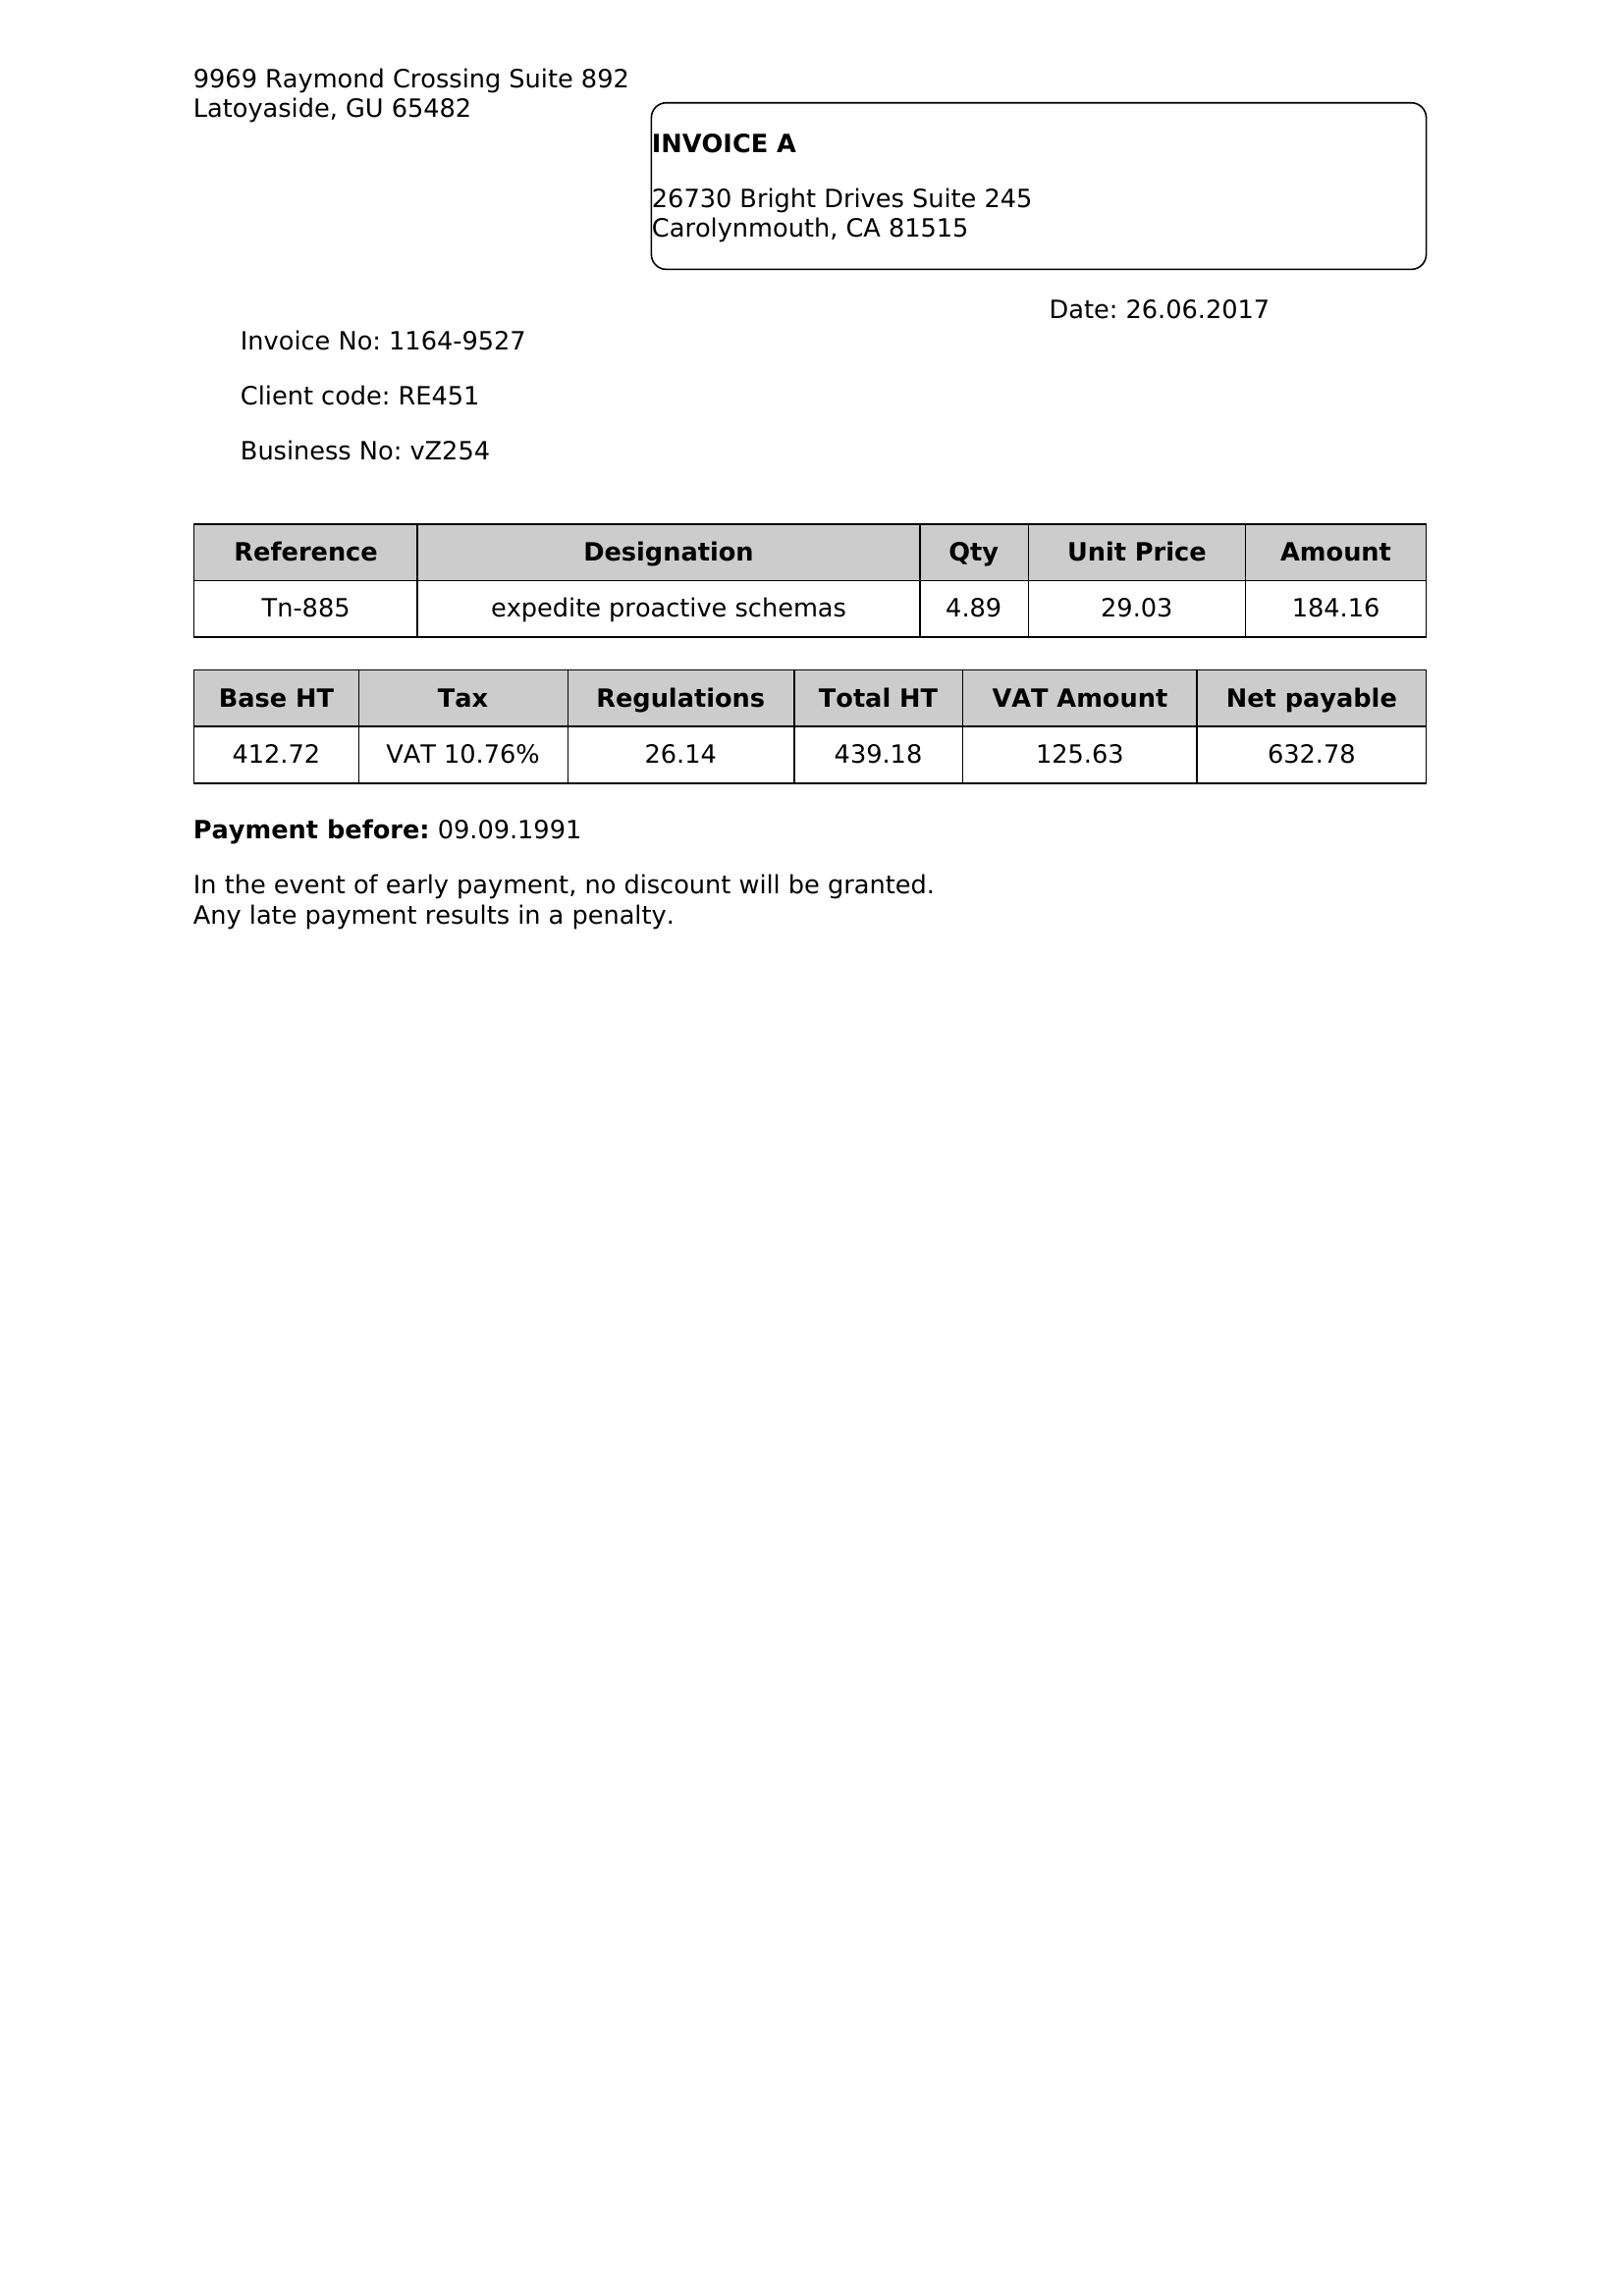 9969 Raymond Crossing Suite 892
Latoyaside, GU 65482
INVOICE A
26730 Bright Drives Suite 245
Carolynmouth, CA 81515
Date: 26.06.2017
Invoice No: 1164-9527
Client code: RE451
Business No: vZ254
Reference Designation Qty Unit Price Amount
Tn-885 expedite proactive schemas 4.89 29.03 184.16
Base HT Tax Regulations Total HT VAT Amount Net payable
412.72 VAT 10.76% 26.14 439.18 125.63 632.78
Payment before: 09.09.1991
In the event of early payment, no discount will be granted.
Any late payment results in a penalty.